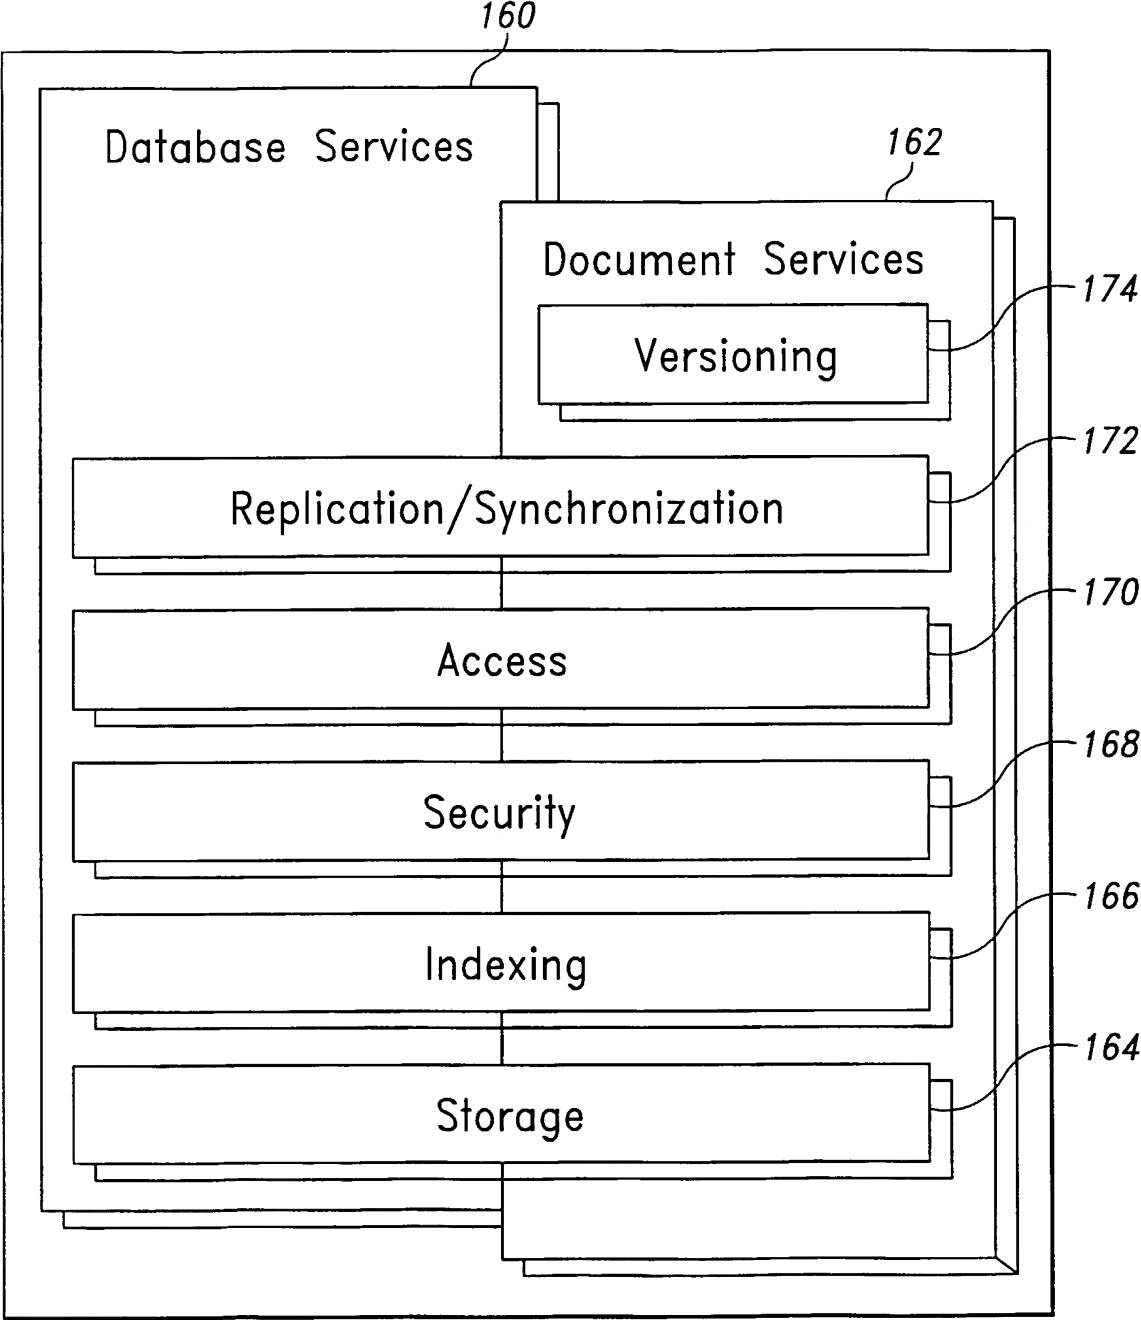 160
Database Services
162
Document Services
174
Versioning
172
Replication/Synchronization
170
Access
168
Security
166
Indexing
164
Storage